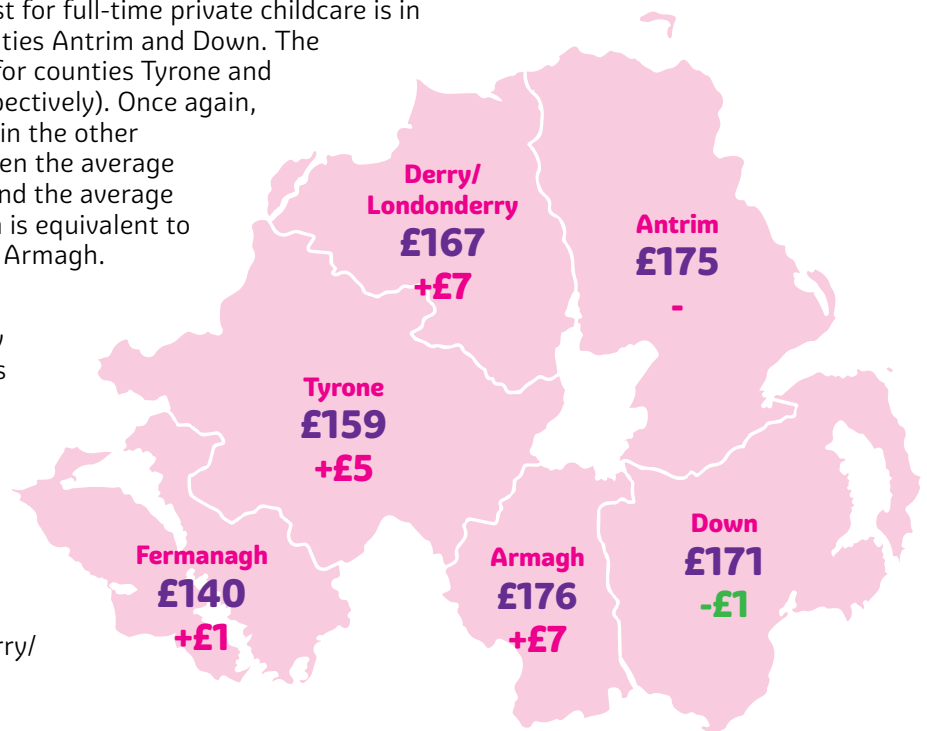 st for full-time private childcare is in
ties Antrim and Down. The
for counties Tyrone and
pectively). Once again,
in the other
en the average
nd the average
is equivalent to
Armagh.
s
rry/
Derry/
Londonderry
£167
+£7
Antrim
£175
-
Tyrone
£159
+£5
Fermanagh
£140
+£1
Armagh
£176
+£7
Down
£171
-£1